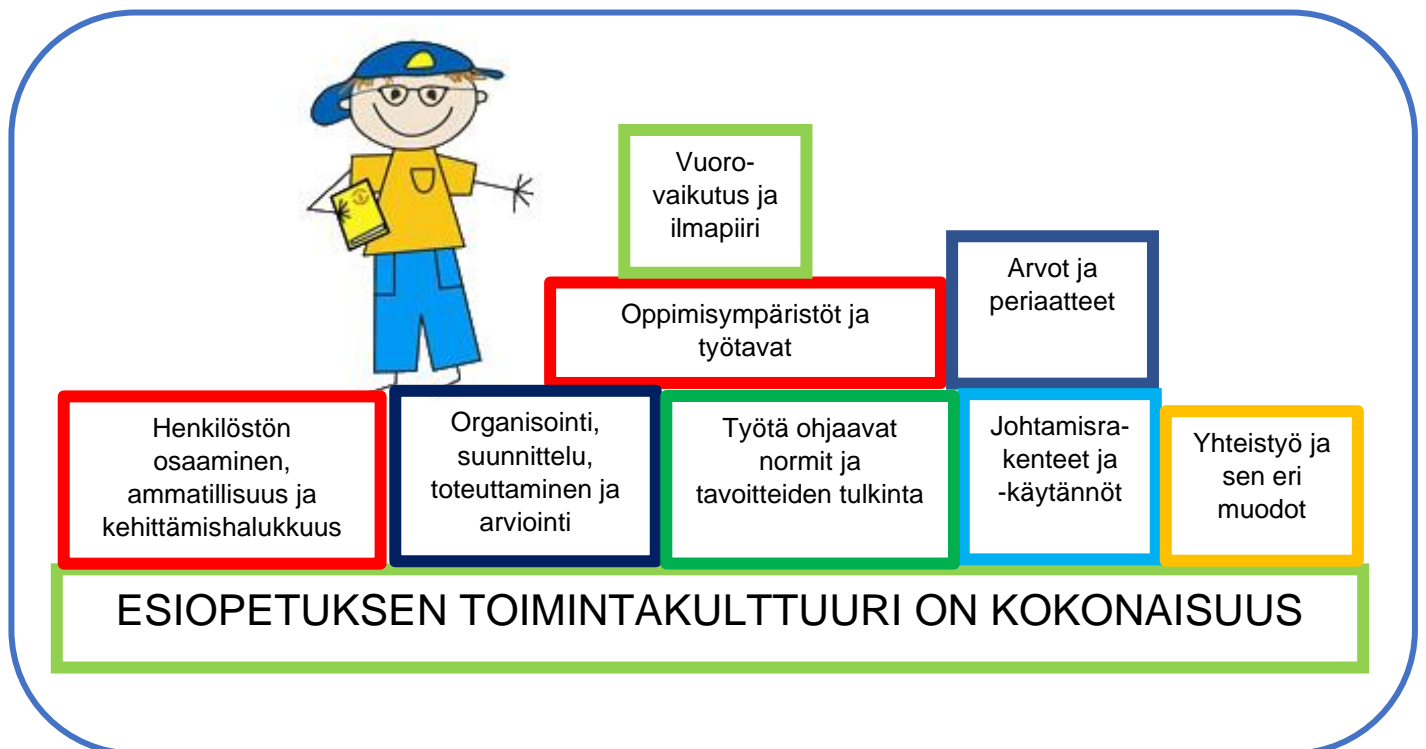 Vuoro-
vaikutus ja
ilmapiiri
Arvot ja
periaatteet
Oppimisympäristöt ja
työtavat
Henkilöstön
osaaminen,
ammatillisuus ja
kehittämishalukkuus
Organisointi,
suunnittelu,
toteuttaminen ja
arviointi
Työtä ohjaavat
normit ja
tavoitteiden tulkinta
Johtamisra-
kenteet ja
-käytännöt
Yhteistyö ja
sen eri
muodot
ESIOPETUKSEN TOIMINTAKULTTUURI ON KOKONAISUUS